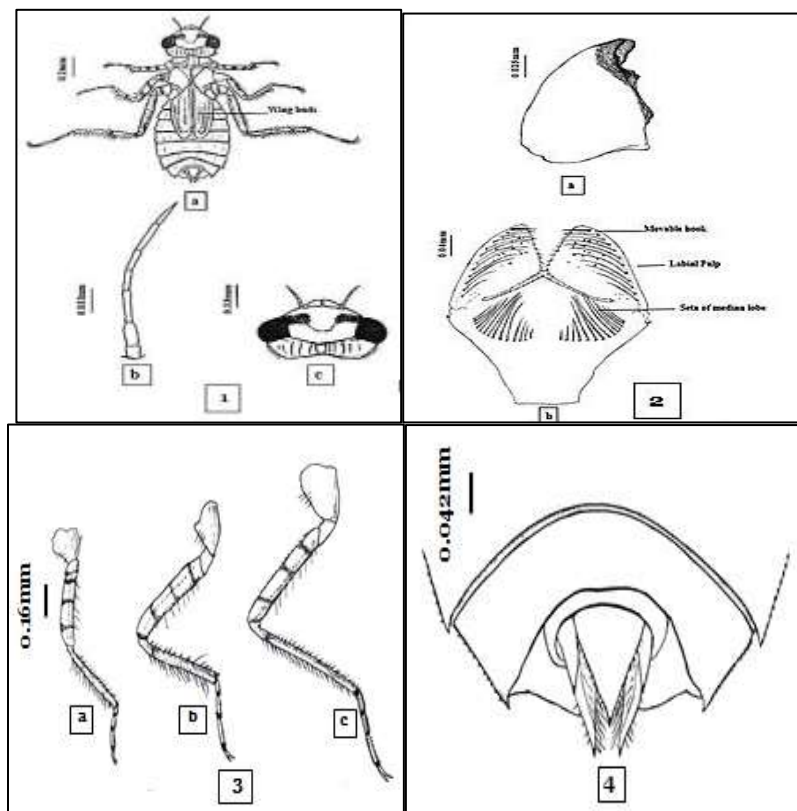 Wing buds
a
b
c
1
a
Movable hook
Labial Palp
Seta of median lobe
b
2
0.16mm
a
b
c
3
0.042mm
4